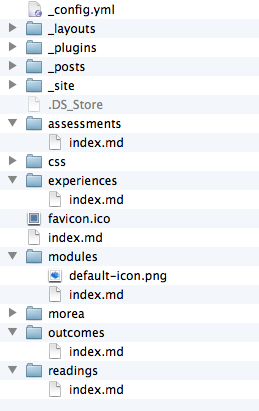 _config.yml
_layouts
_plugins
_posts
_site
.DS_Store
assessments
index.md
css
experiences
index.md
favicon.ico
index.md
modules
default-icon.png
index.md
morea
outcomes
index.md
readings
index.md